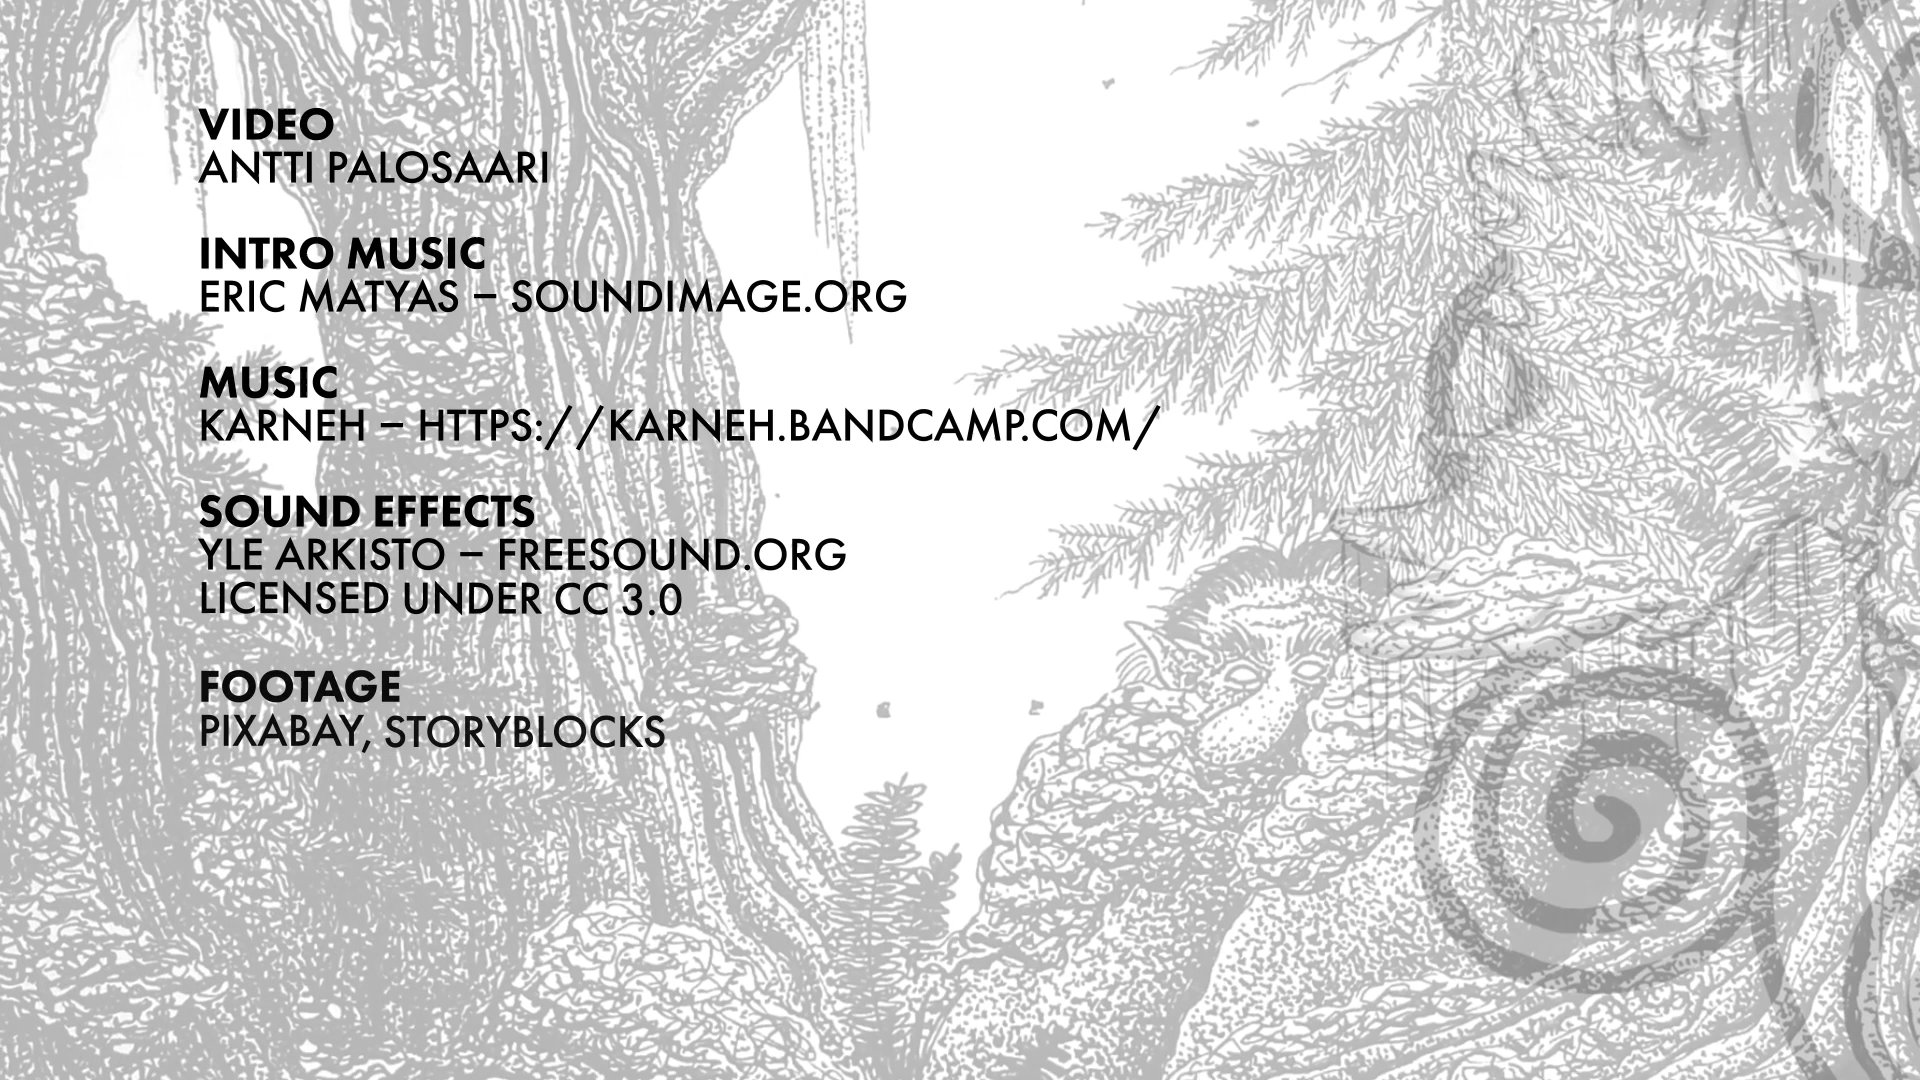 VIDEO
ANTTI PALOSAARI
INTRO MUSIC
ERIC MATYAS – SOUNDIMAGE.ORG
MUSIC
KARNEH – HTTPS://KARNEH.BANDCAMP.COM/
SOUND EFFECTS
YLE ARKISTO – FREESOUND.ORG
LICENSED UNDER CC 3.0
FOOTAGE
PIXABAY, STORYBLOCKS